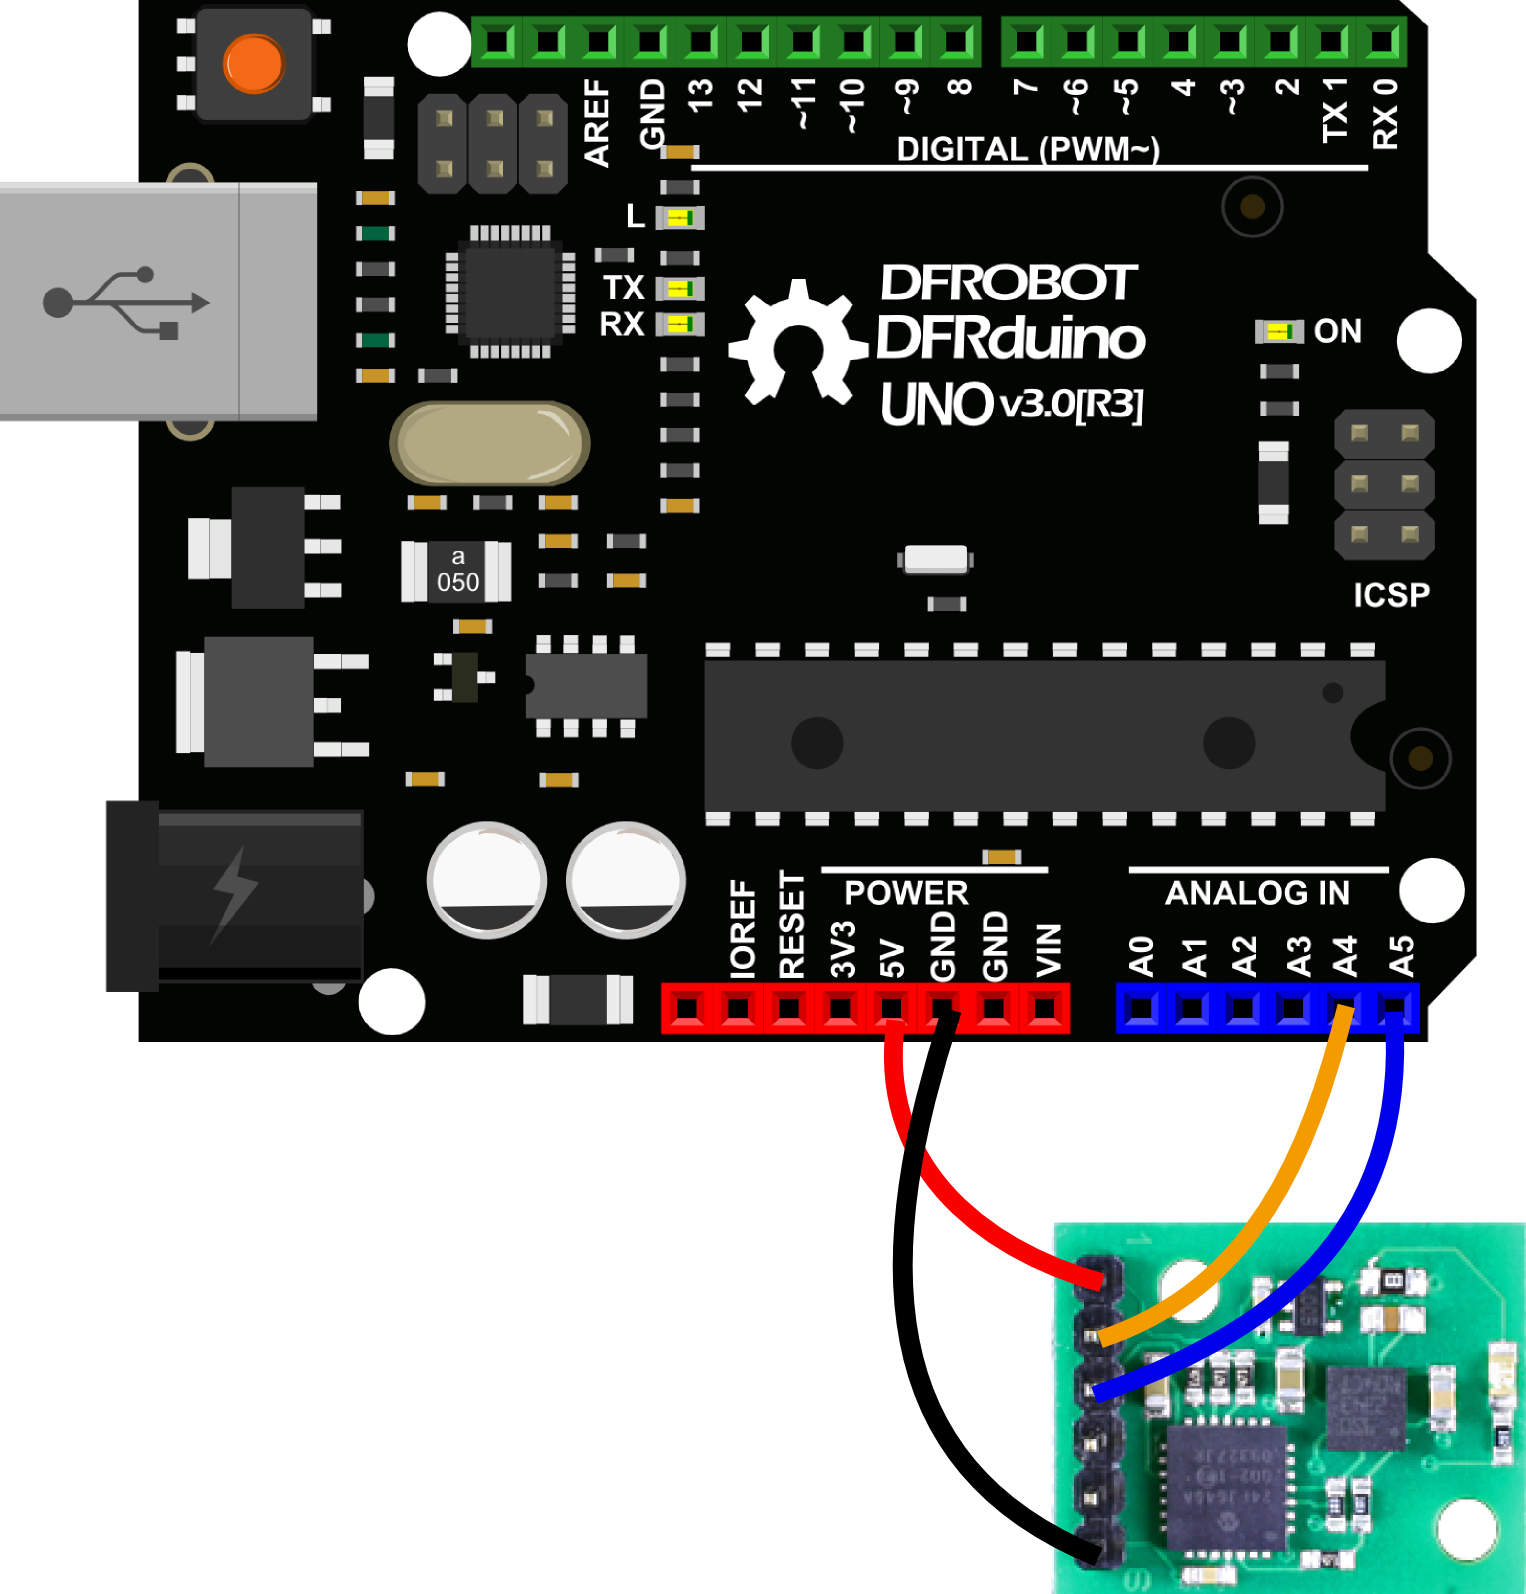 AREF
GND
13
12
~11
~10
~9
8
7
~6
~5
4
~3
2
TX 1
RX 0
DIGITAL (PWM~)
L
TX
RX
DFROBOT
DFRduino
UNO v3.0[R3]
ON
ICSP
a
050
POWER
ANALOG IN
IOREF
RESET
3V3
5V
GND
GND
VIN
A0
A1
A2
A3
A4
A5
1
6